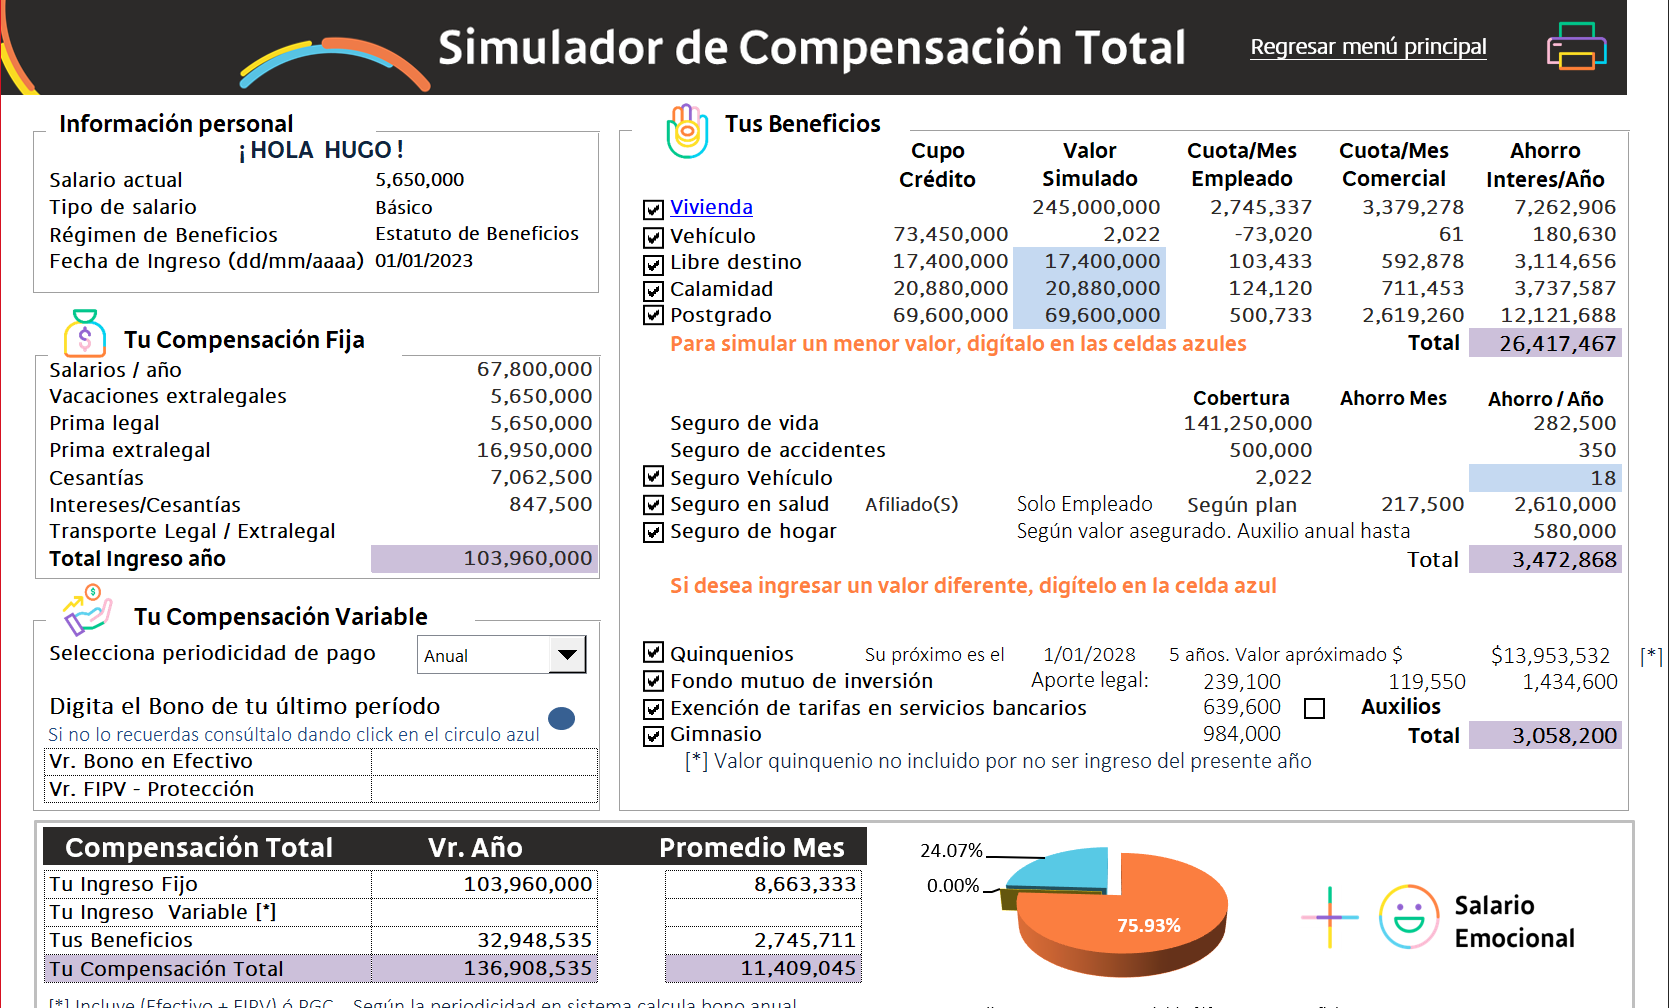 Simulador de Compensación Total
Regresar menú principal
Información personal
¡HOLA HUGO!
Salario actual 5,650,000
Tipo de salario Básico
Régimen de Beneficios Estatuto de Beneficios
Fecha de Ingreso (dd/mm/aaaa) 01/01/2023
Tu Compensación Fija
Salarios / año 67,800,000
Vacaciones extralegales 5,650,000
Prima legal 5,650,000
Prima extralegal 16,950,000
Cesantías 7,062,500
Intereses/Cesantías 847,500
Transporte Legal / Extralegal
Total Ingreso año 103,960,000
Tu Compensación Variable
Selecciona periodicidad de pago Anual
Digita el Bono de tu último período
Si no lo recuerdas consúltalo dando click en el circulo azul
Vr. Bono en Efectivo
Vr. FIPV - Protección
Tus Beneficios
Cupo Valor Cuota/Mes Cuota/Mes Ahorro
Crédito Simulado Empleado Comercial Interes/Año
Vivienda 245,000,000 2,745,337 3,379,278 7,262,906
Vehículo 73,450,000 2,022 -73,020 61 180,630
Libre destino 17,400,000 17,400,000 103,433 592,878 3,114,656
Calamidad 20,880,000 20,880,000 124,120 711,453 3,737,587
Postgrado 69,600,000 69,600,000 500,733 2,619,260 12,121,688
Para simular un menor valor, digítalo en las celdas azules Total 26,417,467
Cobertura Ahorro Mes Ahorro / Año
Seguro de vida 141,250,000 282,500
Seguro de accidentes 500,000 350
Seguro Vehículo 2,022 18
Seguro en salud Afiliado(S) Solo Empleado Según plan 217,500 2,610,000
Seguro de hogar Según valor asegurado. Auxilio anual hasta 580,000
Total 3,472,868
Si desea ingresar un valor diferente, digítelo en la celda azul
Quinquenios Su próximo es el 1/01/2028 5 años. Valor apróximado $ $13,953,532 [*]
Fondo mutuo de inversión Aporte legal: 239,100 119,550 1,434,600
Exención de tarifas en servicios bancarios 639,600 Auxilios
Gimnasio 984,000 Total 3,058,200
[*] Valor quinquenio no incluido por no ser ingreso del presente año
Compensación Total Vr. Año Promedio Mes
Tu Ingreso Fijo 103,960,000 8,663,333
Tu Ingreso Variable [*]
Tus Beneficios 32,948,535 2,745,711
Tu Compensación Total 136,908,535 11,409,045
[*] Incluye (Efectivo + FIPV) ó PGC. Según la periodicidad en sistema calcula bono anual
24.07%
0.00%
75.93%
Salario
Emocional